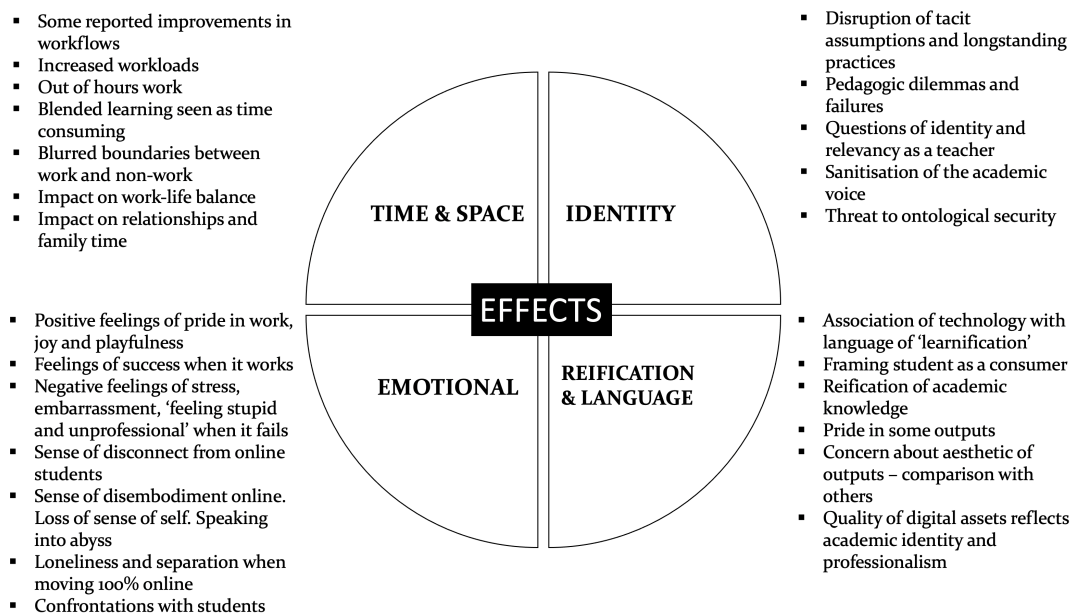 ▪ Some reported improvements in
workflows
▪ Increased workloads
▪ Out of hours work
▪ Blended learning seen as time
consuming
▪ Blurred boundaries between
work and non-work
▪ Impact on work-life balance
▪ Impact on relationships and
family time
▪ Disruption of tacit
assumptions and longstanding
practices
▪ Pedagogic dilemmas and
failures
▪ Questions of identity and
relevancy as a teacher
▪ Sanitisation of the academic
voice
▪ Threat to ontological security
TIME & SPACE
IDENTITY
EFFECTS
EMOTIONAL
REIFICATION
& LANGUAGE
▪ Positive feelings of pride in work,
joy and playfulness
▪ Feelings of success when it works
▪ Negative feelings of stress,
embarrassment, ‘feeling stupid
and unprofessional’ when it fails
▪ Sense of disconnect from online
students
▪ Sense of disembodiment online.
Loss of sense of self. Speaking
into abyss
▪ Loneliness and separation when
moving 100% online
▪ Confrontations with students
▪ Association of technology with
language of ‘learnification’
▪ Framing student as a consumer
▪ Reification of academic
knowledge
▪ Pride in some outputs
▪ Concern about aesthetic of
outputs – comparison with
others
▪ Quality of digital assets reflects
academic identity and
professionalism